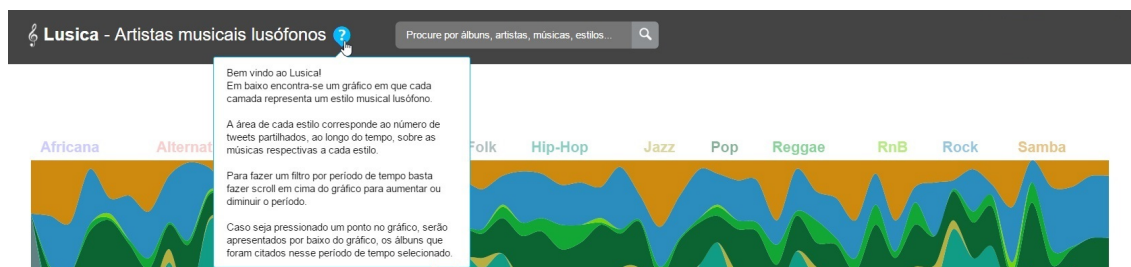 Lusica - Artistas musicais lusófonos ?
Procure por álbuns, artistas, músicas, estilos...
Bem vindo ao Lusica!
Em baixo encontra-se um gráfico em que cada
camada representa um estilo musical lusófono.
A área de cada estilo corresponde ao número de
tweets partilhados, ao longo do tempo, sobre as
músicas respectivas a cada estilo.
Para fazer um filtro por período de tempo basta
fazer scroll em cima do gráfico para aumentar ou
diminuir o período.
Caso seja pressionado um ponto no gráfico, serão
apresentados por baixo do gráfico, os álbuns que
foram citados nesse período de tempo selecionado.
Africana Alternat Folk Hip-Hop Jazz Pop Reggae RnB Rock Samba